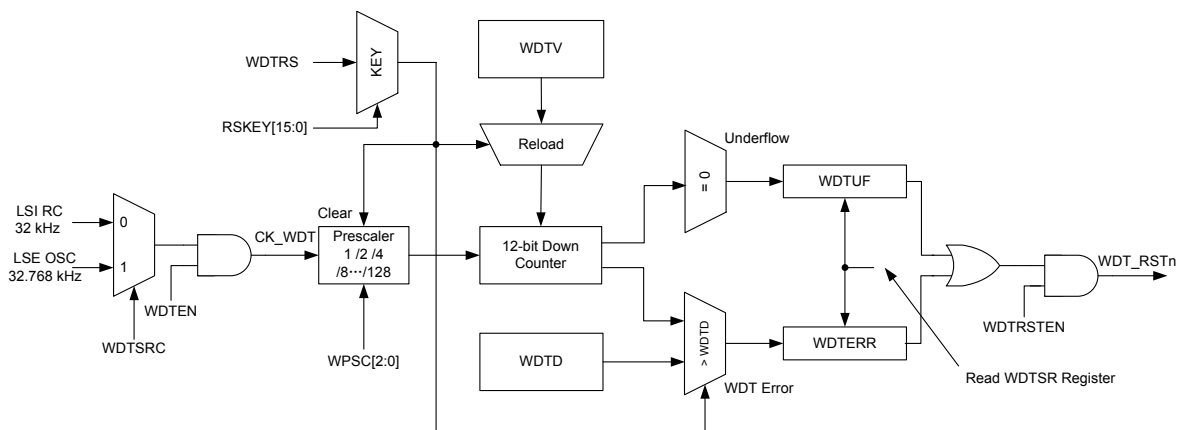 WDTV
WDTRS
KEY
RSKEY[15:0]
Reload
Underflow
= 0
WDTUF
LSI RC
32 kHz
0
Clear
CK_WDT
Prescaler
1 /2 /4
/8···/128
12-bit Down
Counter
LSE OSC
32.768 kHz
1
WDT_RSTn
WDTEN
WDTRSTEN
WDTSRC
WPSC[2:0]
WDTD
> WDTD
WDTERR
Read WDTSR Register
WDT Error